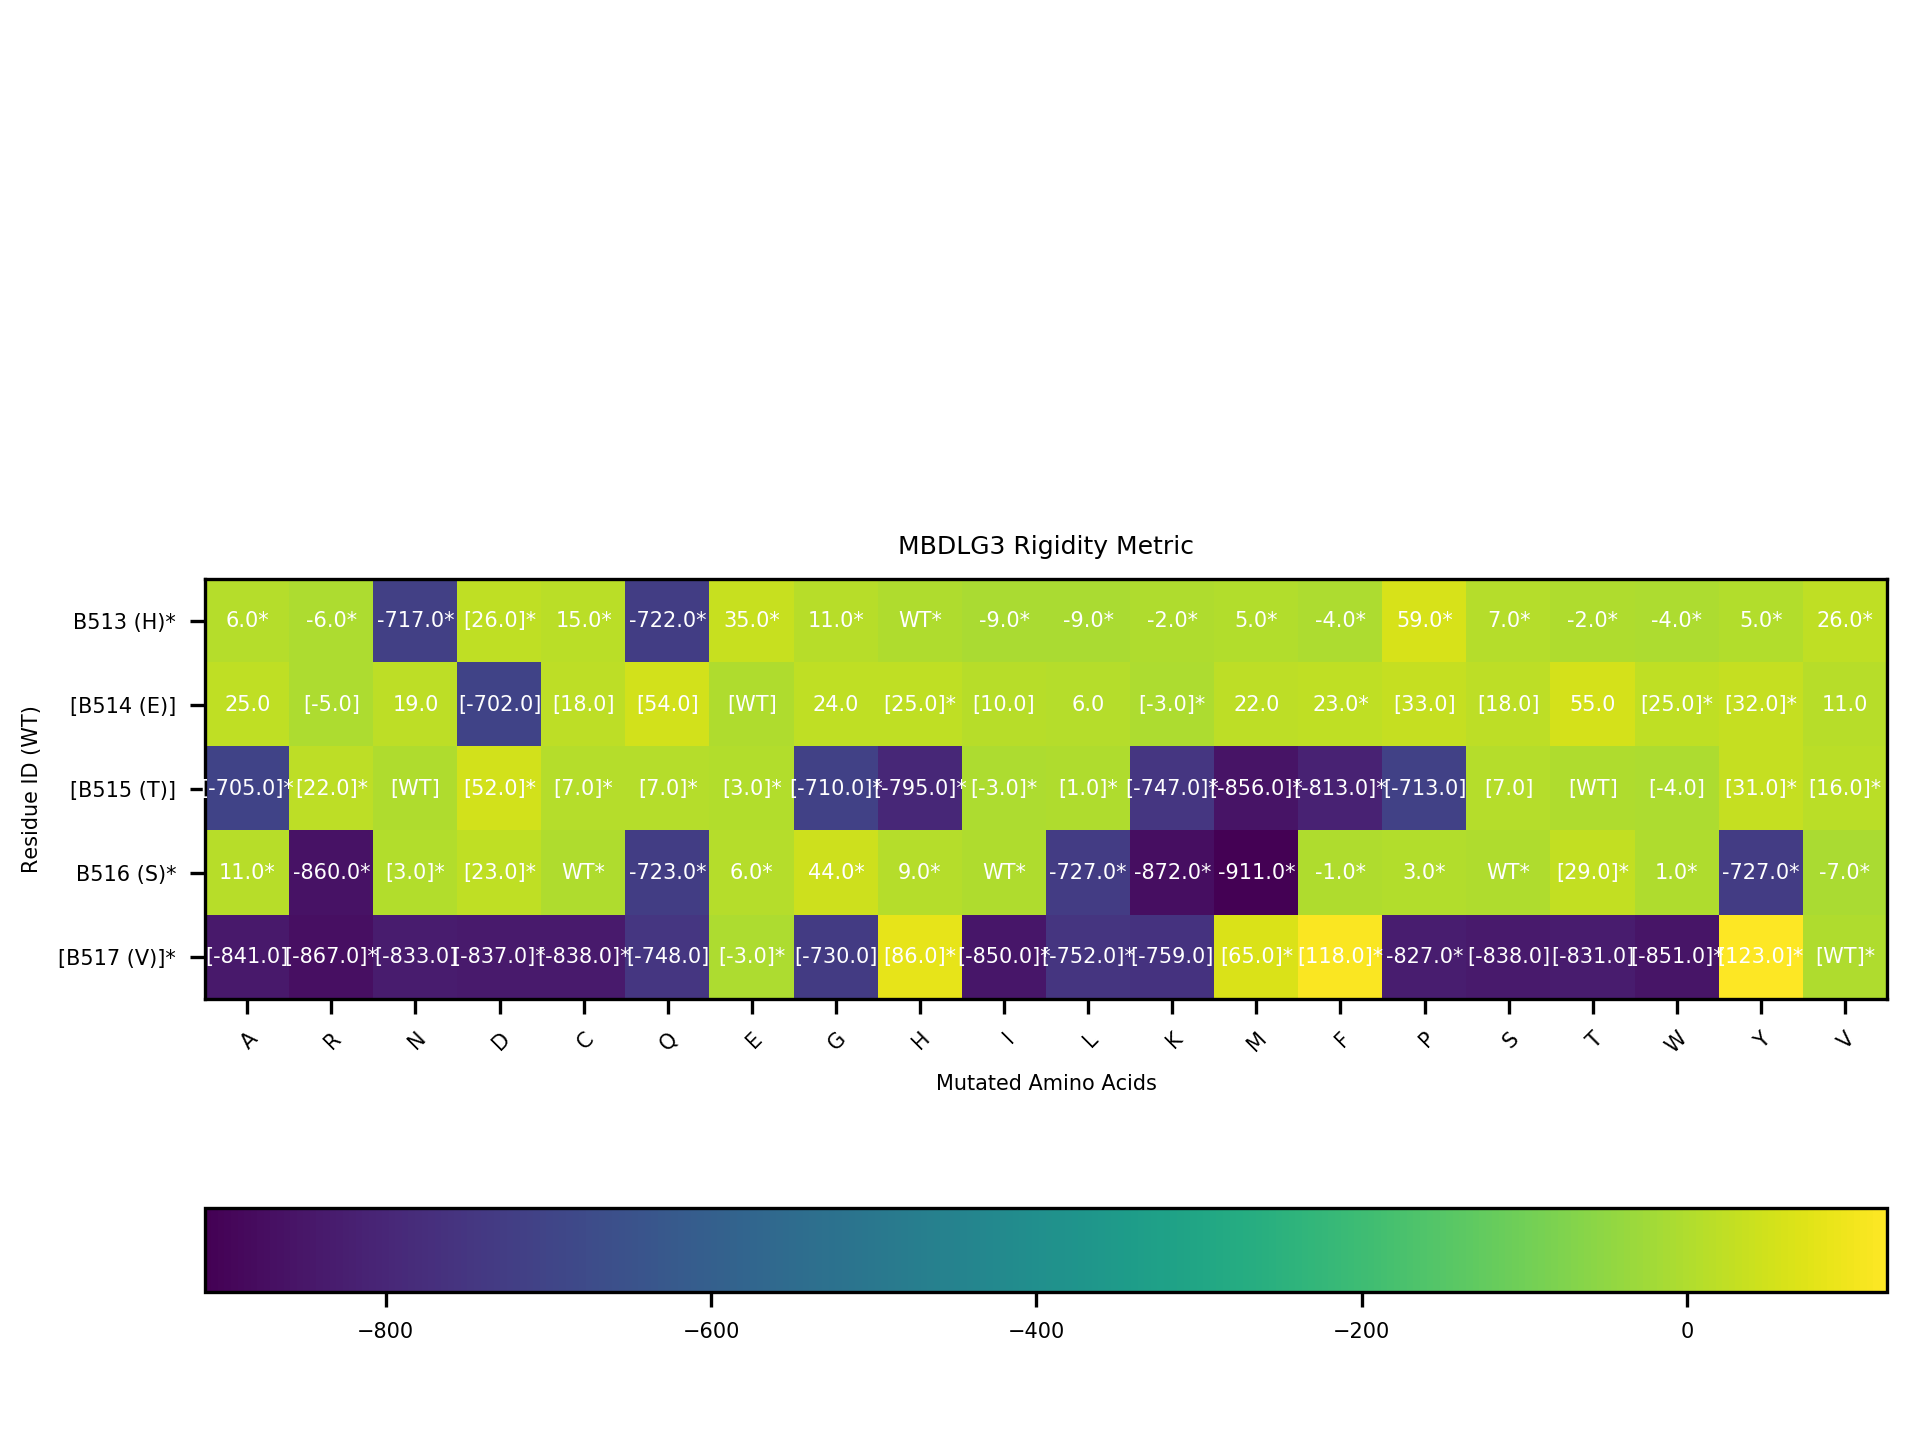 MBDLG3 Rigidity Metric
Residue ID (WT)
B513 (H)* 6.0* -6.0* -717.0* [26.0]* 15.0* -722.0* 35.0* 11.0* WT* -9.0* -9.0* -2.0* 5.0* -4.0* 59.0* 7.0* -2.0* -4.0* 5.0* 26.0*
[B514 (E)] 25.0 [-5.0] 19.0 [-702.0] [18.0] [54.0] [WT] 24.0 [25.0]* [10.0] 6.0 [-3.0]* 22.0 23.0* [33.0] [18.0] 55.0 [25.0]* [32.0]* 11.0
[B515 (T)] [-705.0]* [22.0]* [WT] [52.0]* [7.0]* [7.0]* [3.0]* [-710.0]* [-795.0]* [-3.0]* [1.0]* [-747.0]* [-856.0]* [-813.0]* [-713.0] [7.0] [WT] [-4.0] [31.0]* [16.0]*
B516 (S)* 11.0* -860.0* [3.0]* [23.0]* WT* -723.0* 6.0* 44.0* 9.0* WT* -727.0* -872.0* -911.0* -1.0* 3.0* WT* [29.0]* 1.0* -727.0* -7.0*
[B517 (V)]* [-841.0] [-867.0]* [-833.0] [-837.0]* [-838.0]* [-748.0] [-3.0]* [-730.0] [86.0]* [-850.0]* [-752.0]* [-759.0] [65.0]* [118.0]* -827.0* [-838.0] [-831.0] [-851.0]* [123.0]* [WT]*
A R N D C Q E G H I L K M F P S T W Y V
Mutated Amino Acids
−800 −600 −400 −200 0